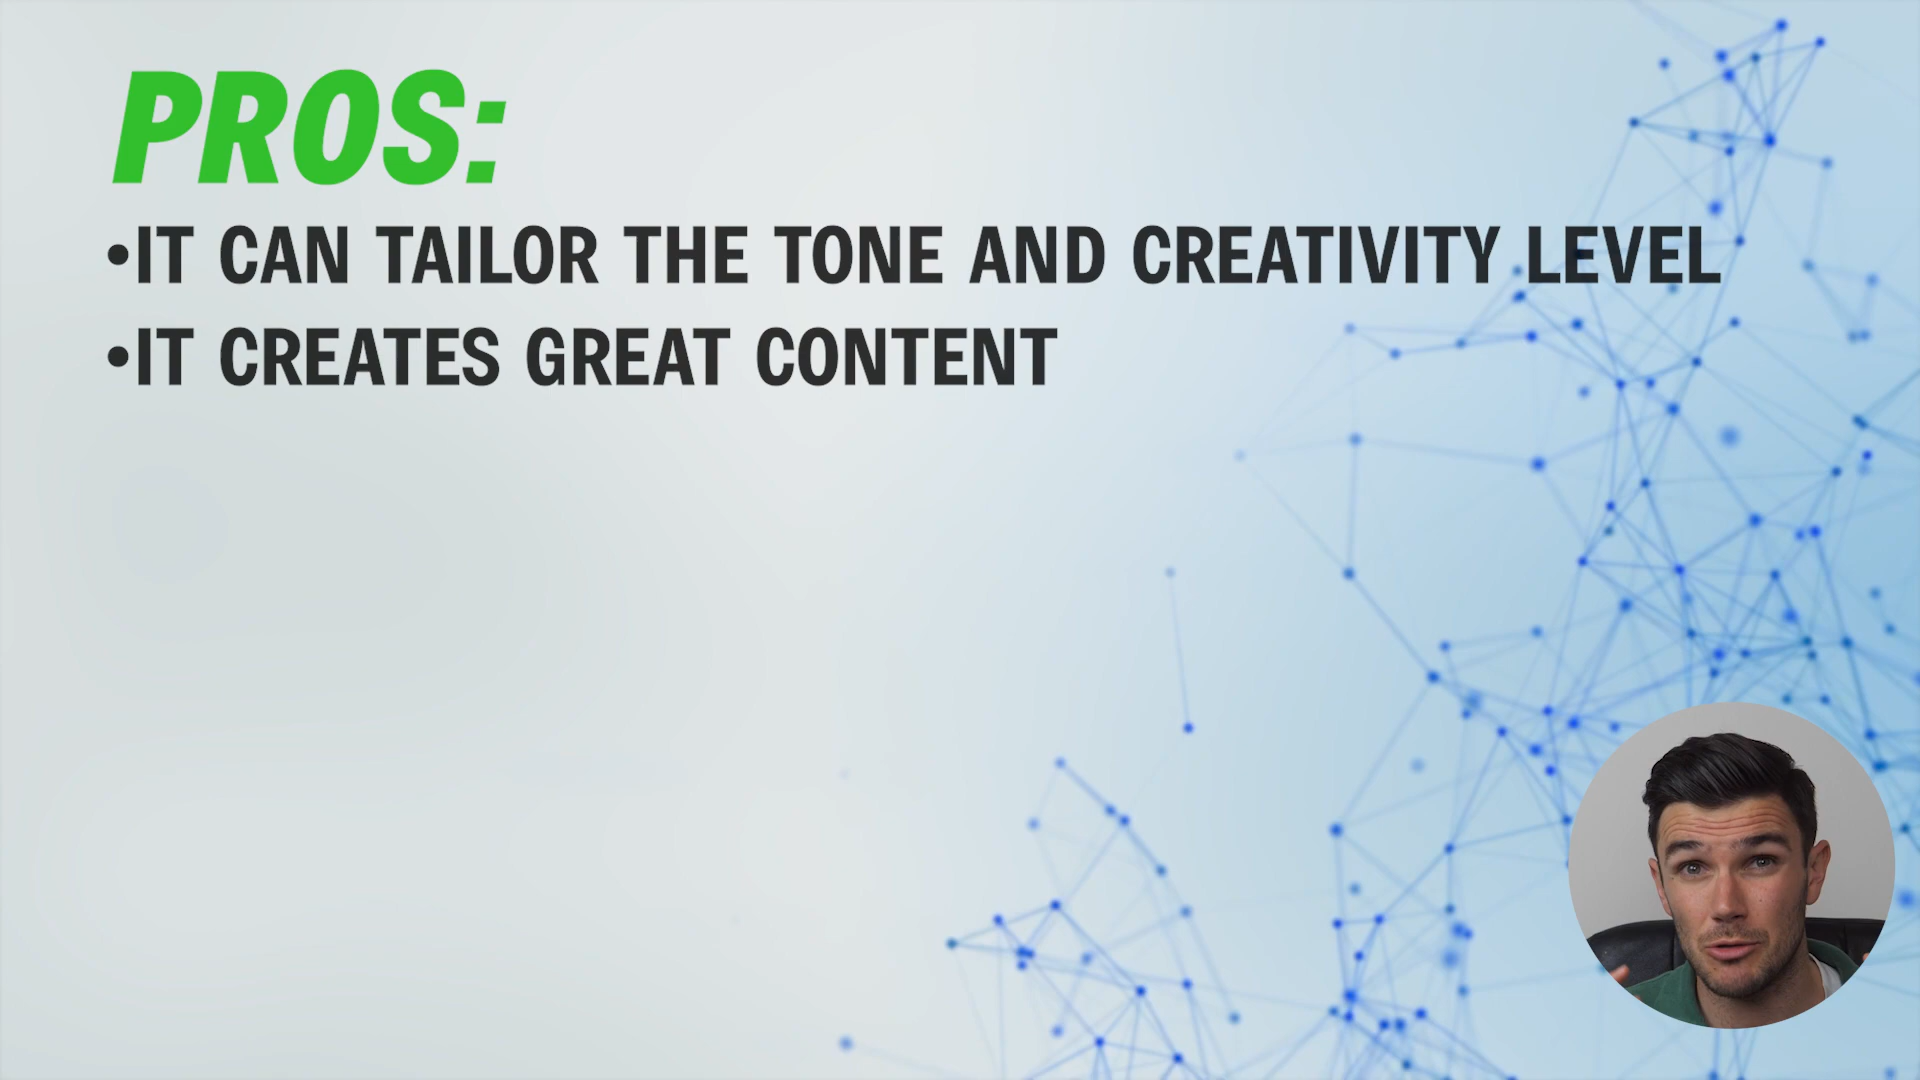 PROS:
•IT CAN TAILOR THE TONE AND CREATIVITY LEVEL
•IT CREATES GREAT CONTENT